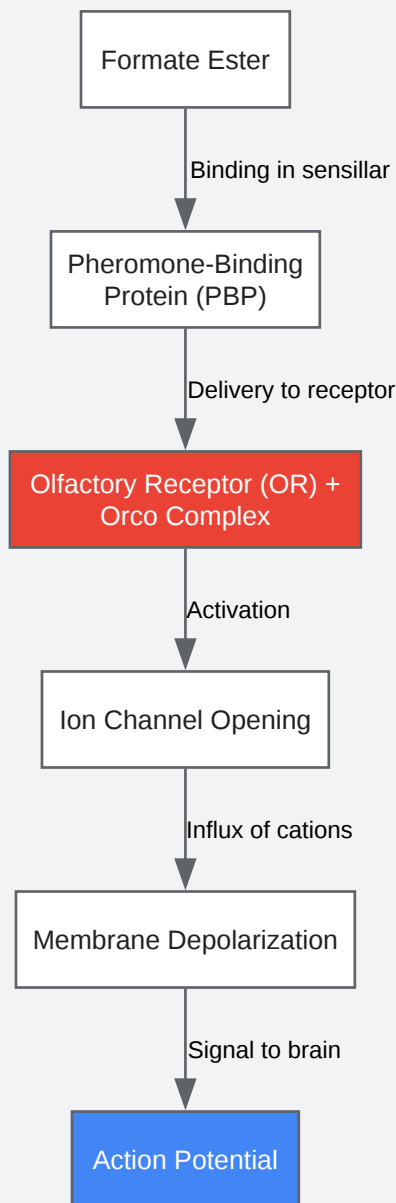 Formate Ester
Binding in sensillar
Pheromone-Binding
Protein (PBP)
Delivery to receptor
Olfactory Receptor (OR) +
Orco Complex
Activation
Ion Channel Opening
Influx of cations
Membrane Depolarization
Signal to brain
Action Potential